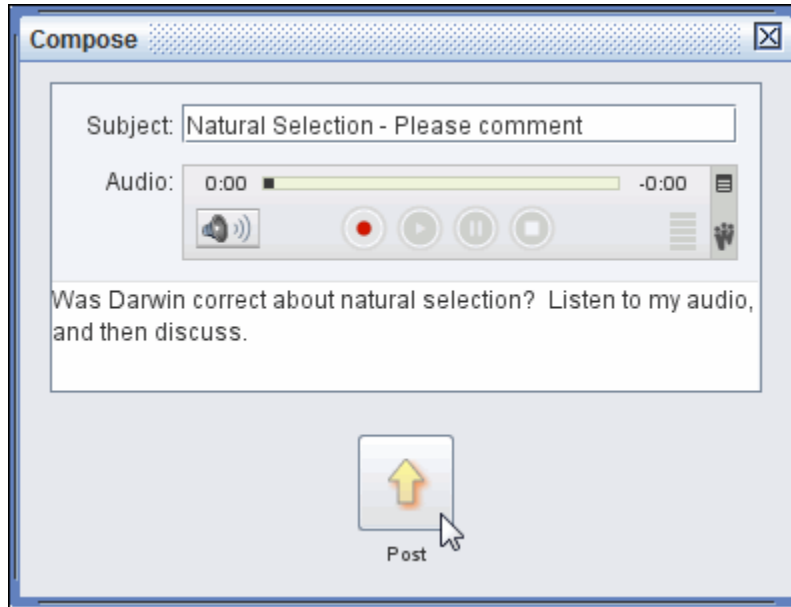 Compose
Subject: Natural Selection - Please comment
Audio: 0:00 -0:00
Was Darwin correct about natural selection?  Listen to my audio,
and then discuss.
Post